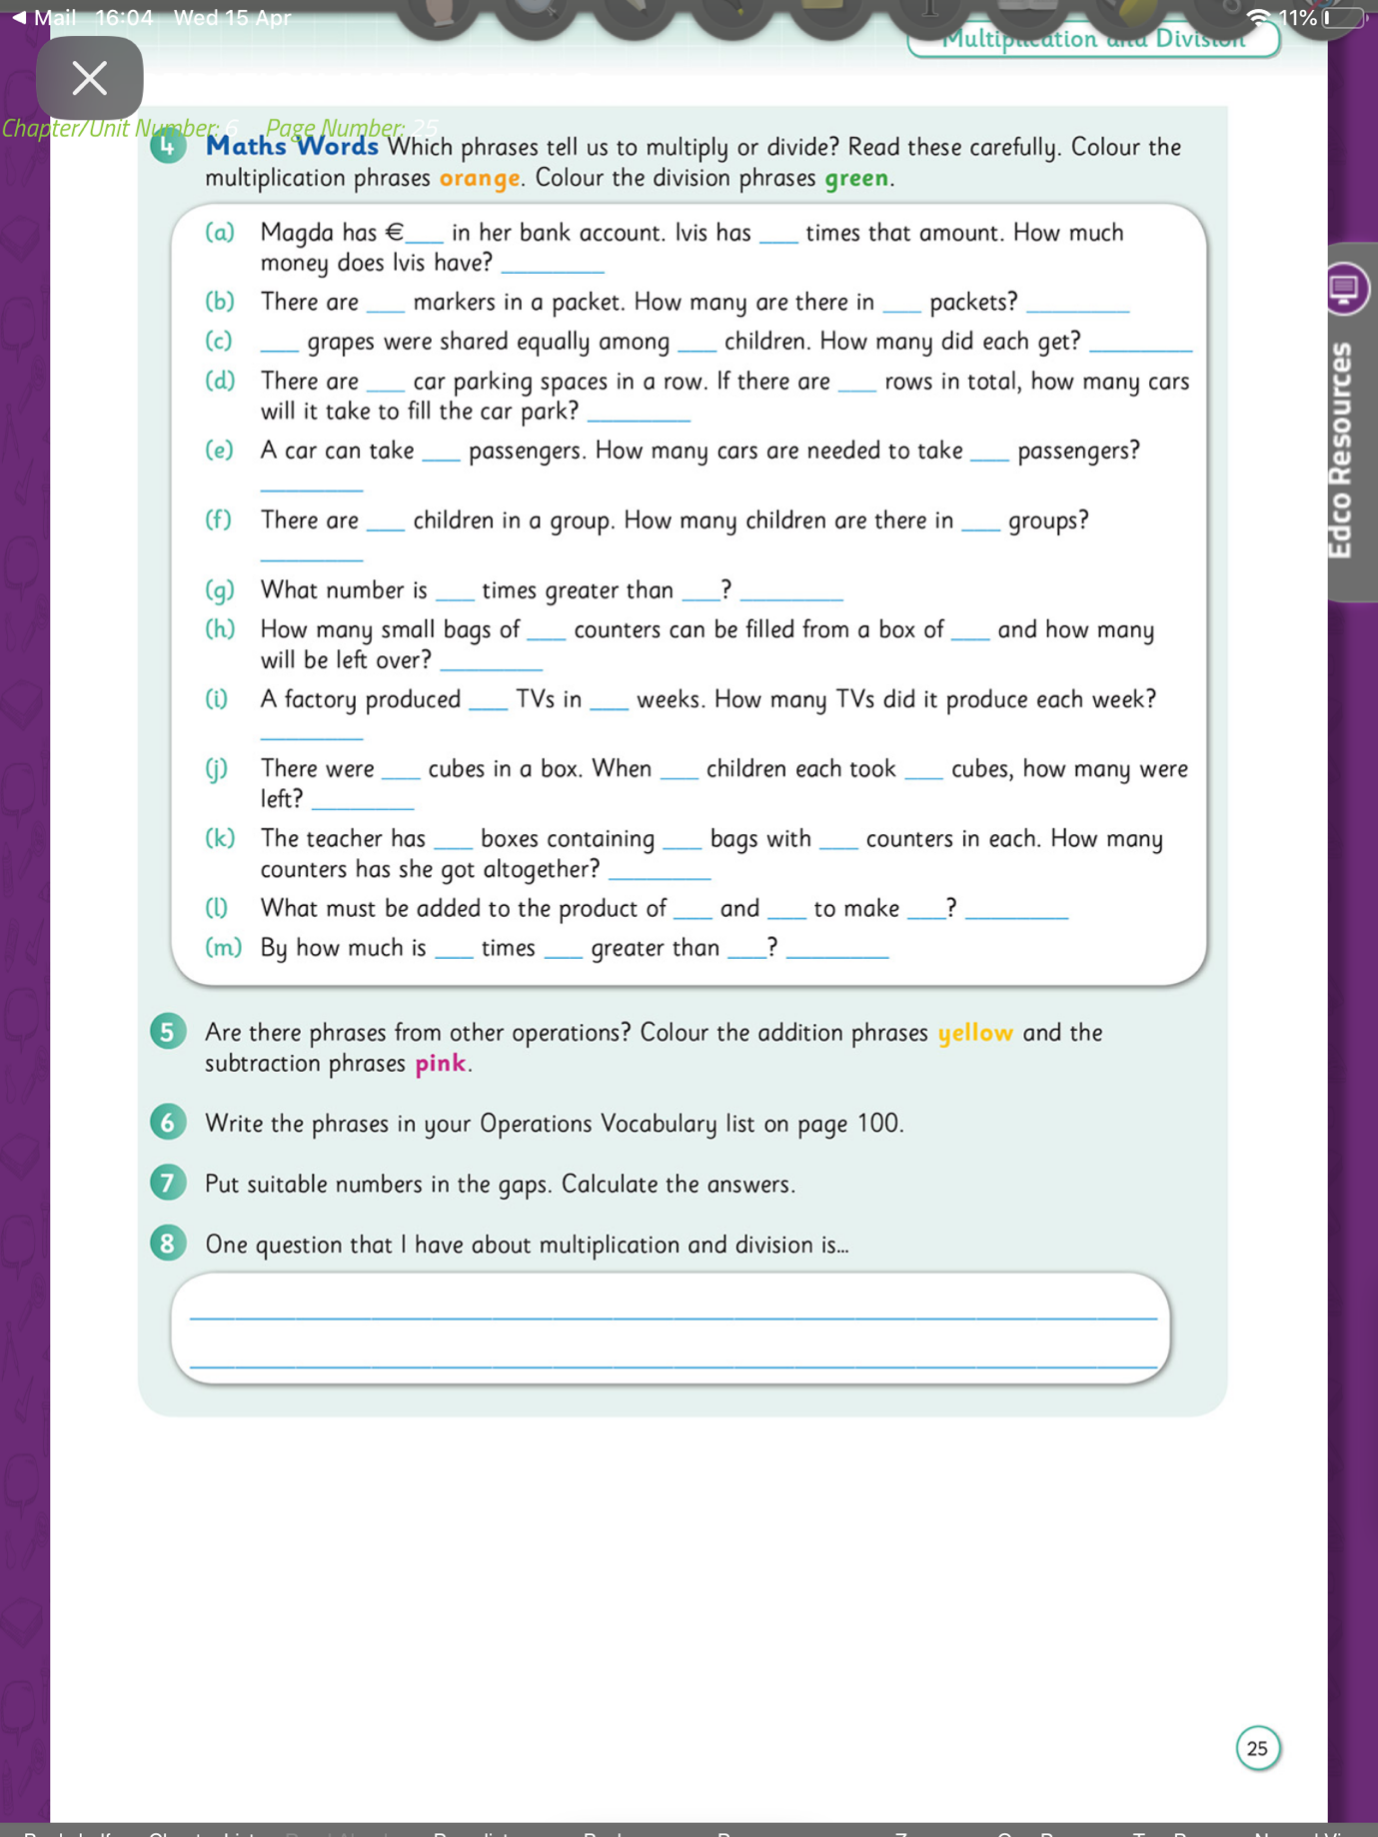 ◀ Mail 16:04 Wed 15 Apr
11%
Multiplication and Division
Chapter/Unit Number: 6 Page Number: 25
4 Maths Words Which phrases tell us to multiply or divide? Read these carefully. Colour the
multiplication phrases orange. Colour the division phrases green.
(a) Magda has €___ in her bank account. Ivis has ___ times that amount. How much
money does Ivis have? ________
(b) There are ___ markers in a packet. How many are there in ___ packets? ________
(c) ___ grapes were shared equally among ___ children. How many did each get? ________
(d) There are ___ car parking spaces in a row. If there are ___ rows in total, how many cars
will it take to fill the car park? ________
(e) A car can take ___ passengers. How many cars are needed to take ___ passengers?
________
(f) There are ___ children in a group. How many children are there in ___ groups?
________
(g) What number is ___ times greater than ___? ________
(h) How many small bags of ___ counters can be filled from a box of ___ and how many
will be left over? ________
(i) A factory produced ___ TVs in ___ weeks. How many TVs did it produce each week?
________
(j) There were ___ cubes in a box. When ___ children each took ___ cubes, how many were
left? ________
(k) The teacher has ___ boxes containing ___ bags with ___ counters in each. How many
counters has she got altogether? ________
(l) What must be added to the product of ___ and ___ to make ___? ________
(m) By how much is ___ times ___ greater than ___? ________
5 Are there phrases from other operations? Colour the addition phrases yellow and the
subtraction phrases pink.
6 Write the phrases in your Operations Vocabulary list on page 100.
7 Put suitable numbers in the gaps. Calculate the answers.
8 One question that I have about multiplication and division is...
Edco Resources
25